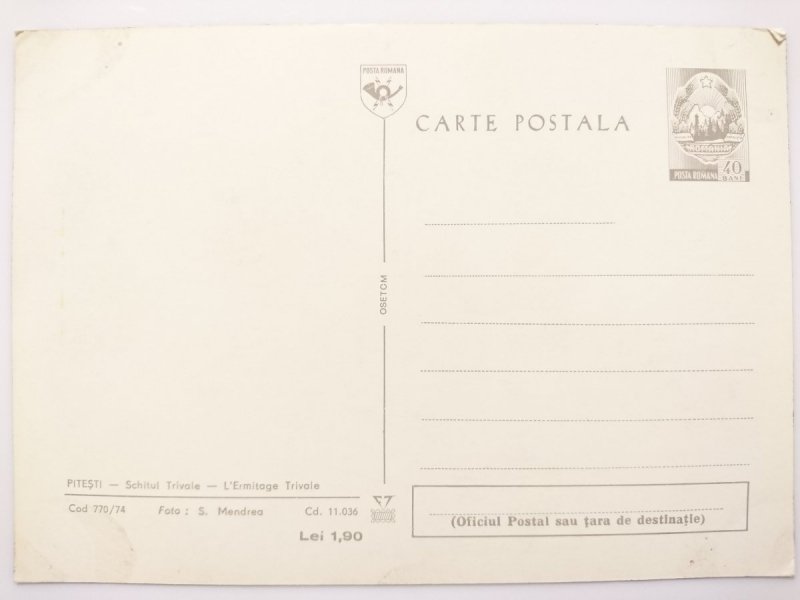 POSTA ROMANA
CARTE POSTALA
ROMANIA
POSTA ROMANA 40 BANI
OSETCM
PITEȘTI — Schitul Trivale — L'Ermitage Trivale
Cod 770/74 Foto : S. Mendrea Cd. 11.036
Lei 1,90
(Oficiul Postal sau țara de destinație)